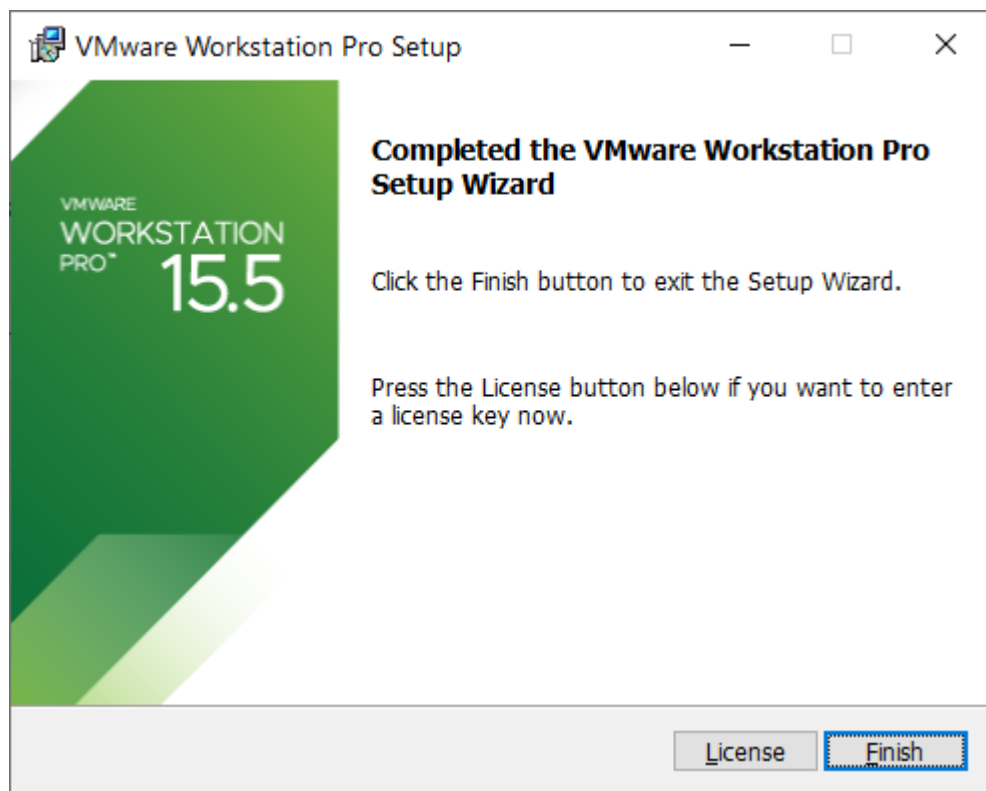 VMware Workstation Pro Setup
VMWARE
WORKSTATION
PRO™ 15.5
Completed the VMware Workstation Pro
Setup Wizard
Click the Finish button to exit the Setup Wizard.
Press the License button below if you want to enter
a license key now.
License Finish